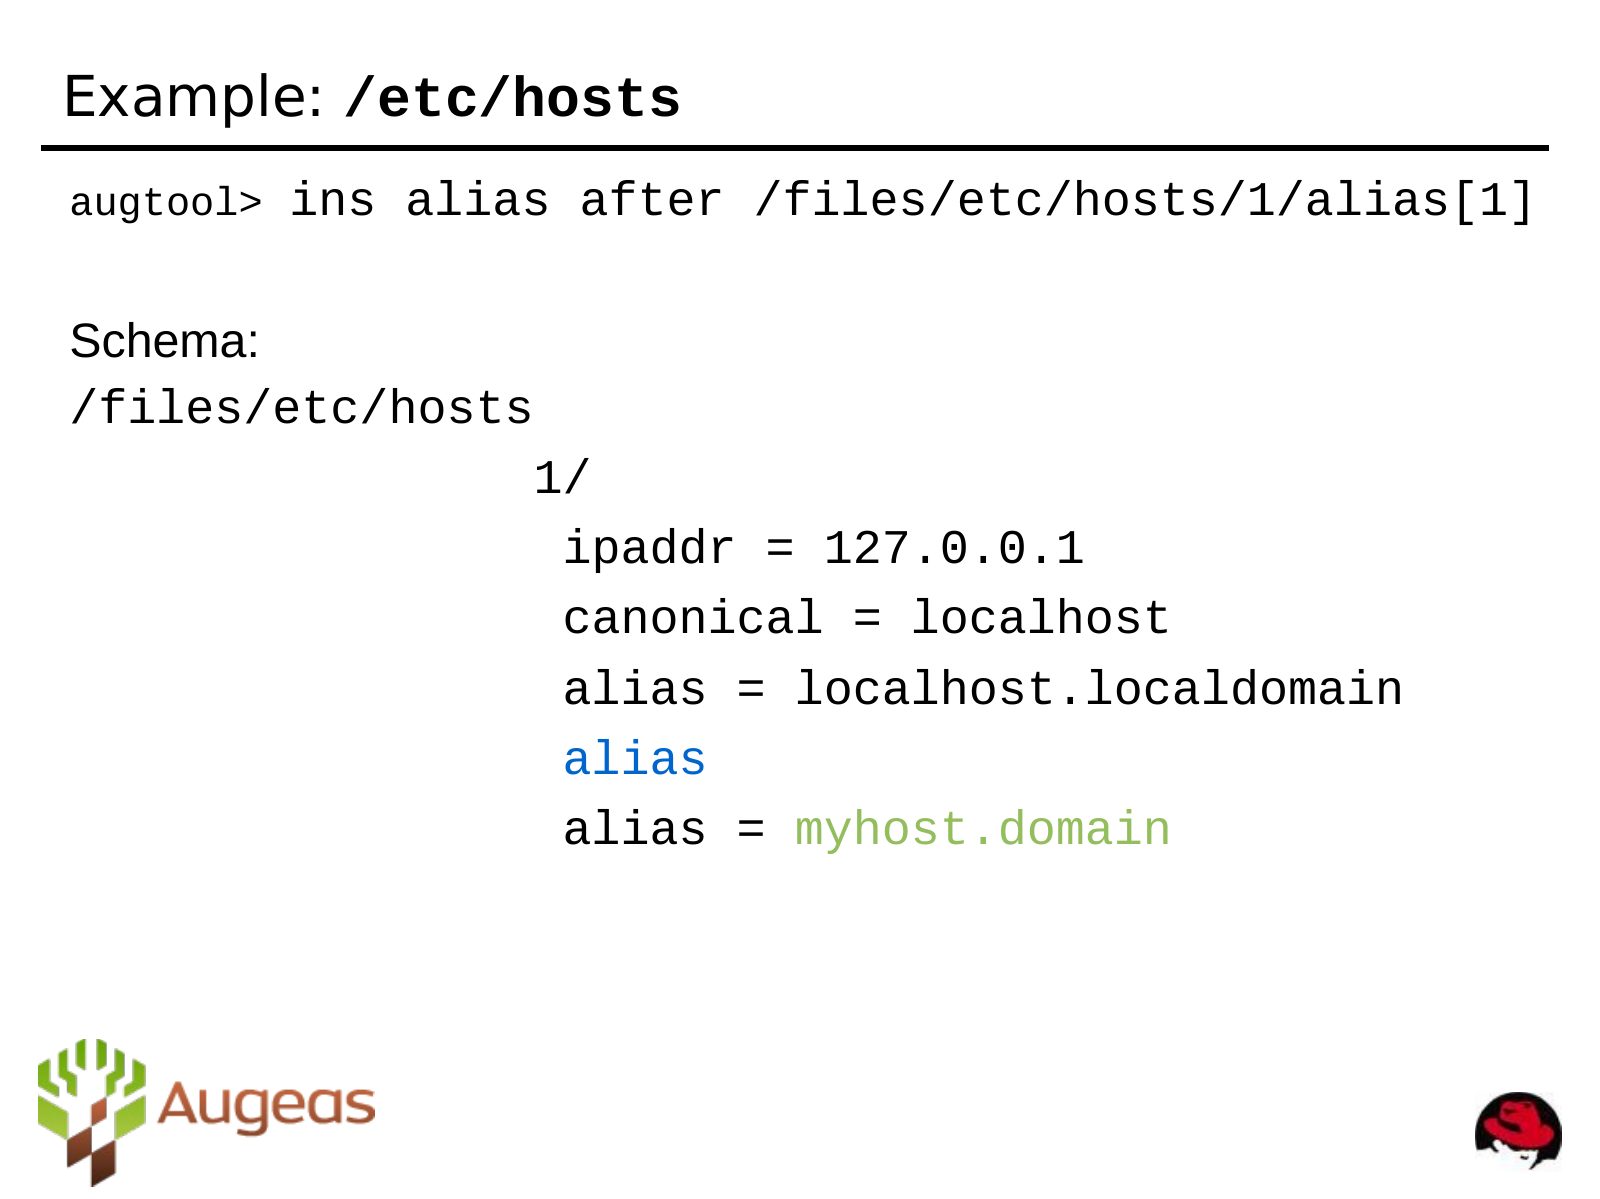 Example: /etc/hosts
augtool> ins alias after /files/etc/hosts/1/alias[1]
Schema:
/files/etc/hosts
1/
ipaddr = 127.0.0.1
canonical = localhost
alias = localhost.localdomain
alias
alias = myhost.domain
Augeas